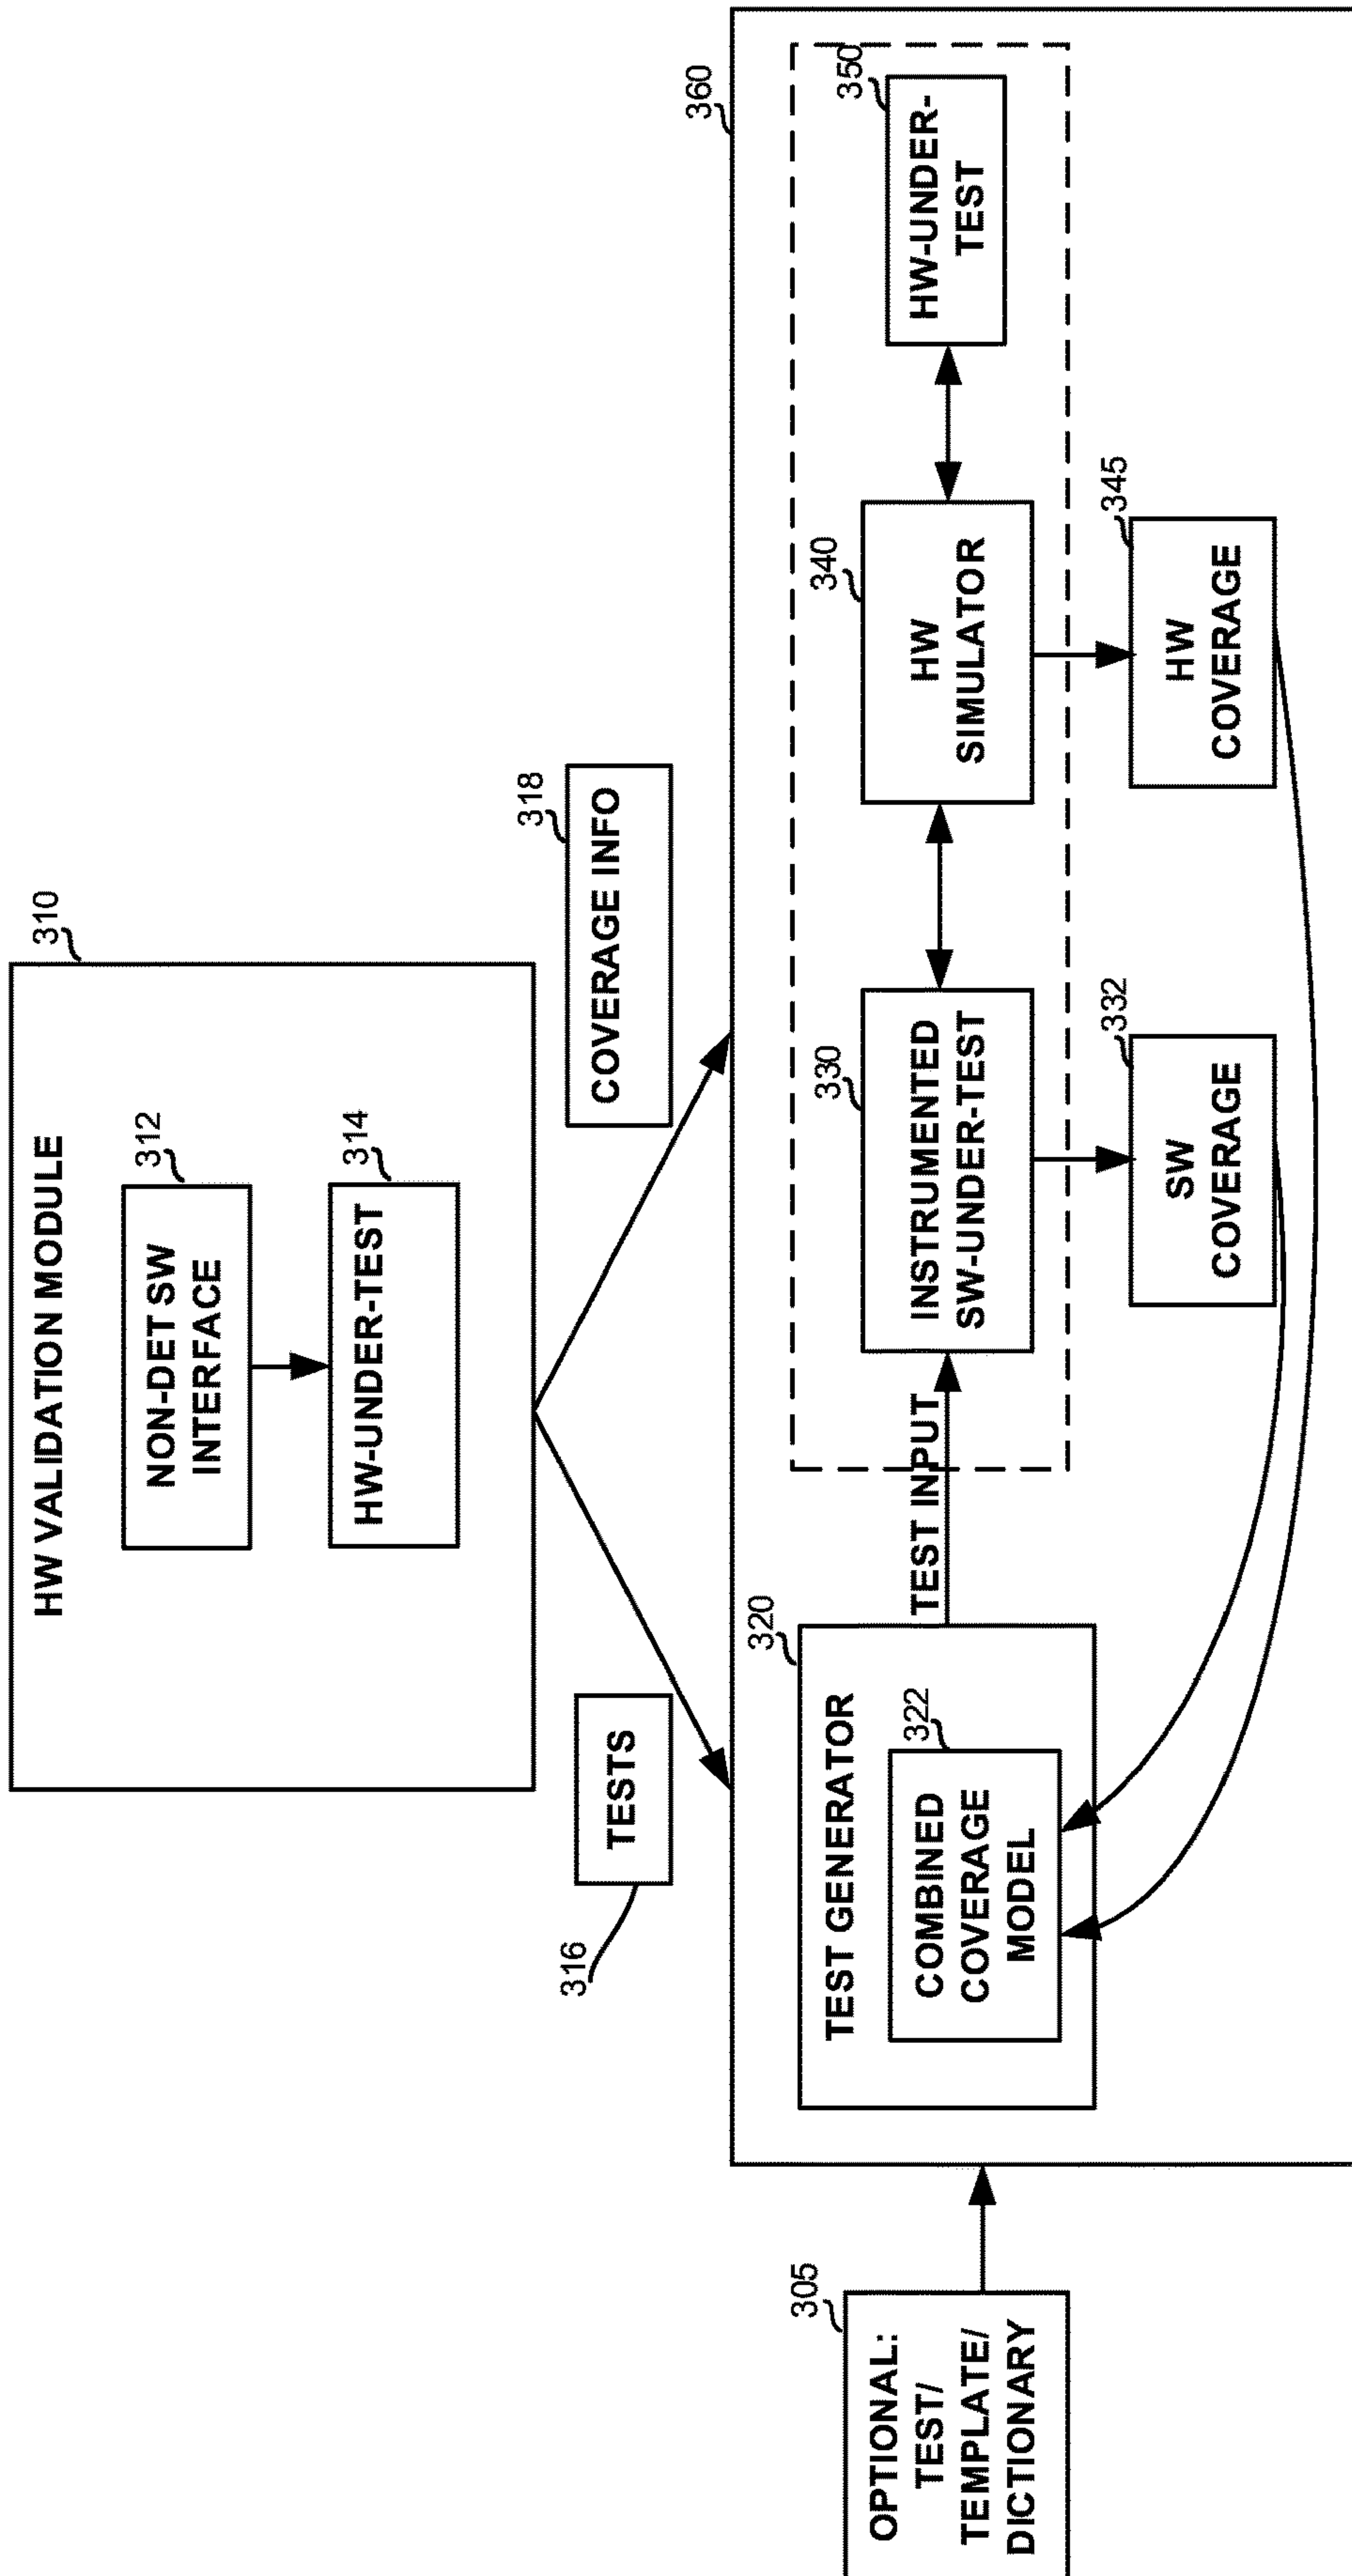 310
HW VALIDATION MODULE
312
NON-DET SW
INTERFACE
314
HW-UNDER-TEST
316
TESTS
318
COVERAGE INFO
305
OPTIONAL:
TEST/
TEMPLATE/
DICTIONARY
360
320
TEST GENERATOR
322
COMBINED
COVERAGE
MODEL
TEST INPUT
330
INSTRUMENTED
SW-UNDER-TEST
340
HW
SIMULATOR
350
HW-UNDER-
TEST
332
SW
COVERAGE
345
HW
COVERAGE